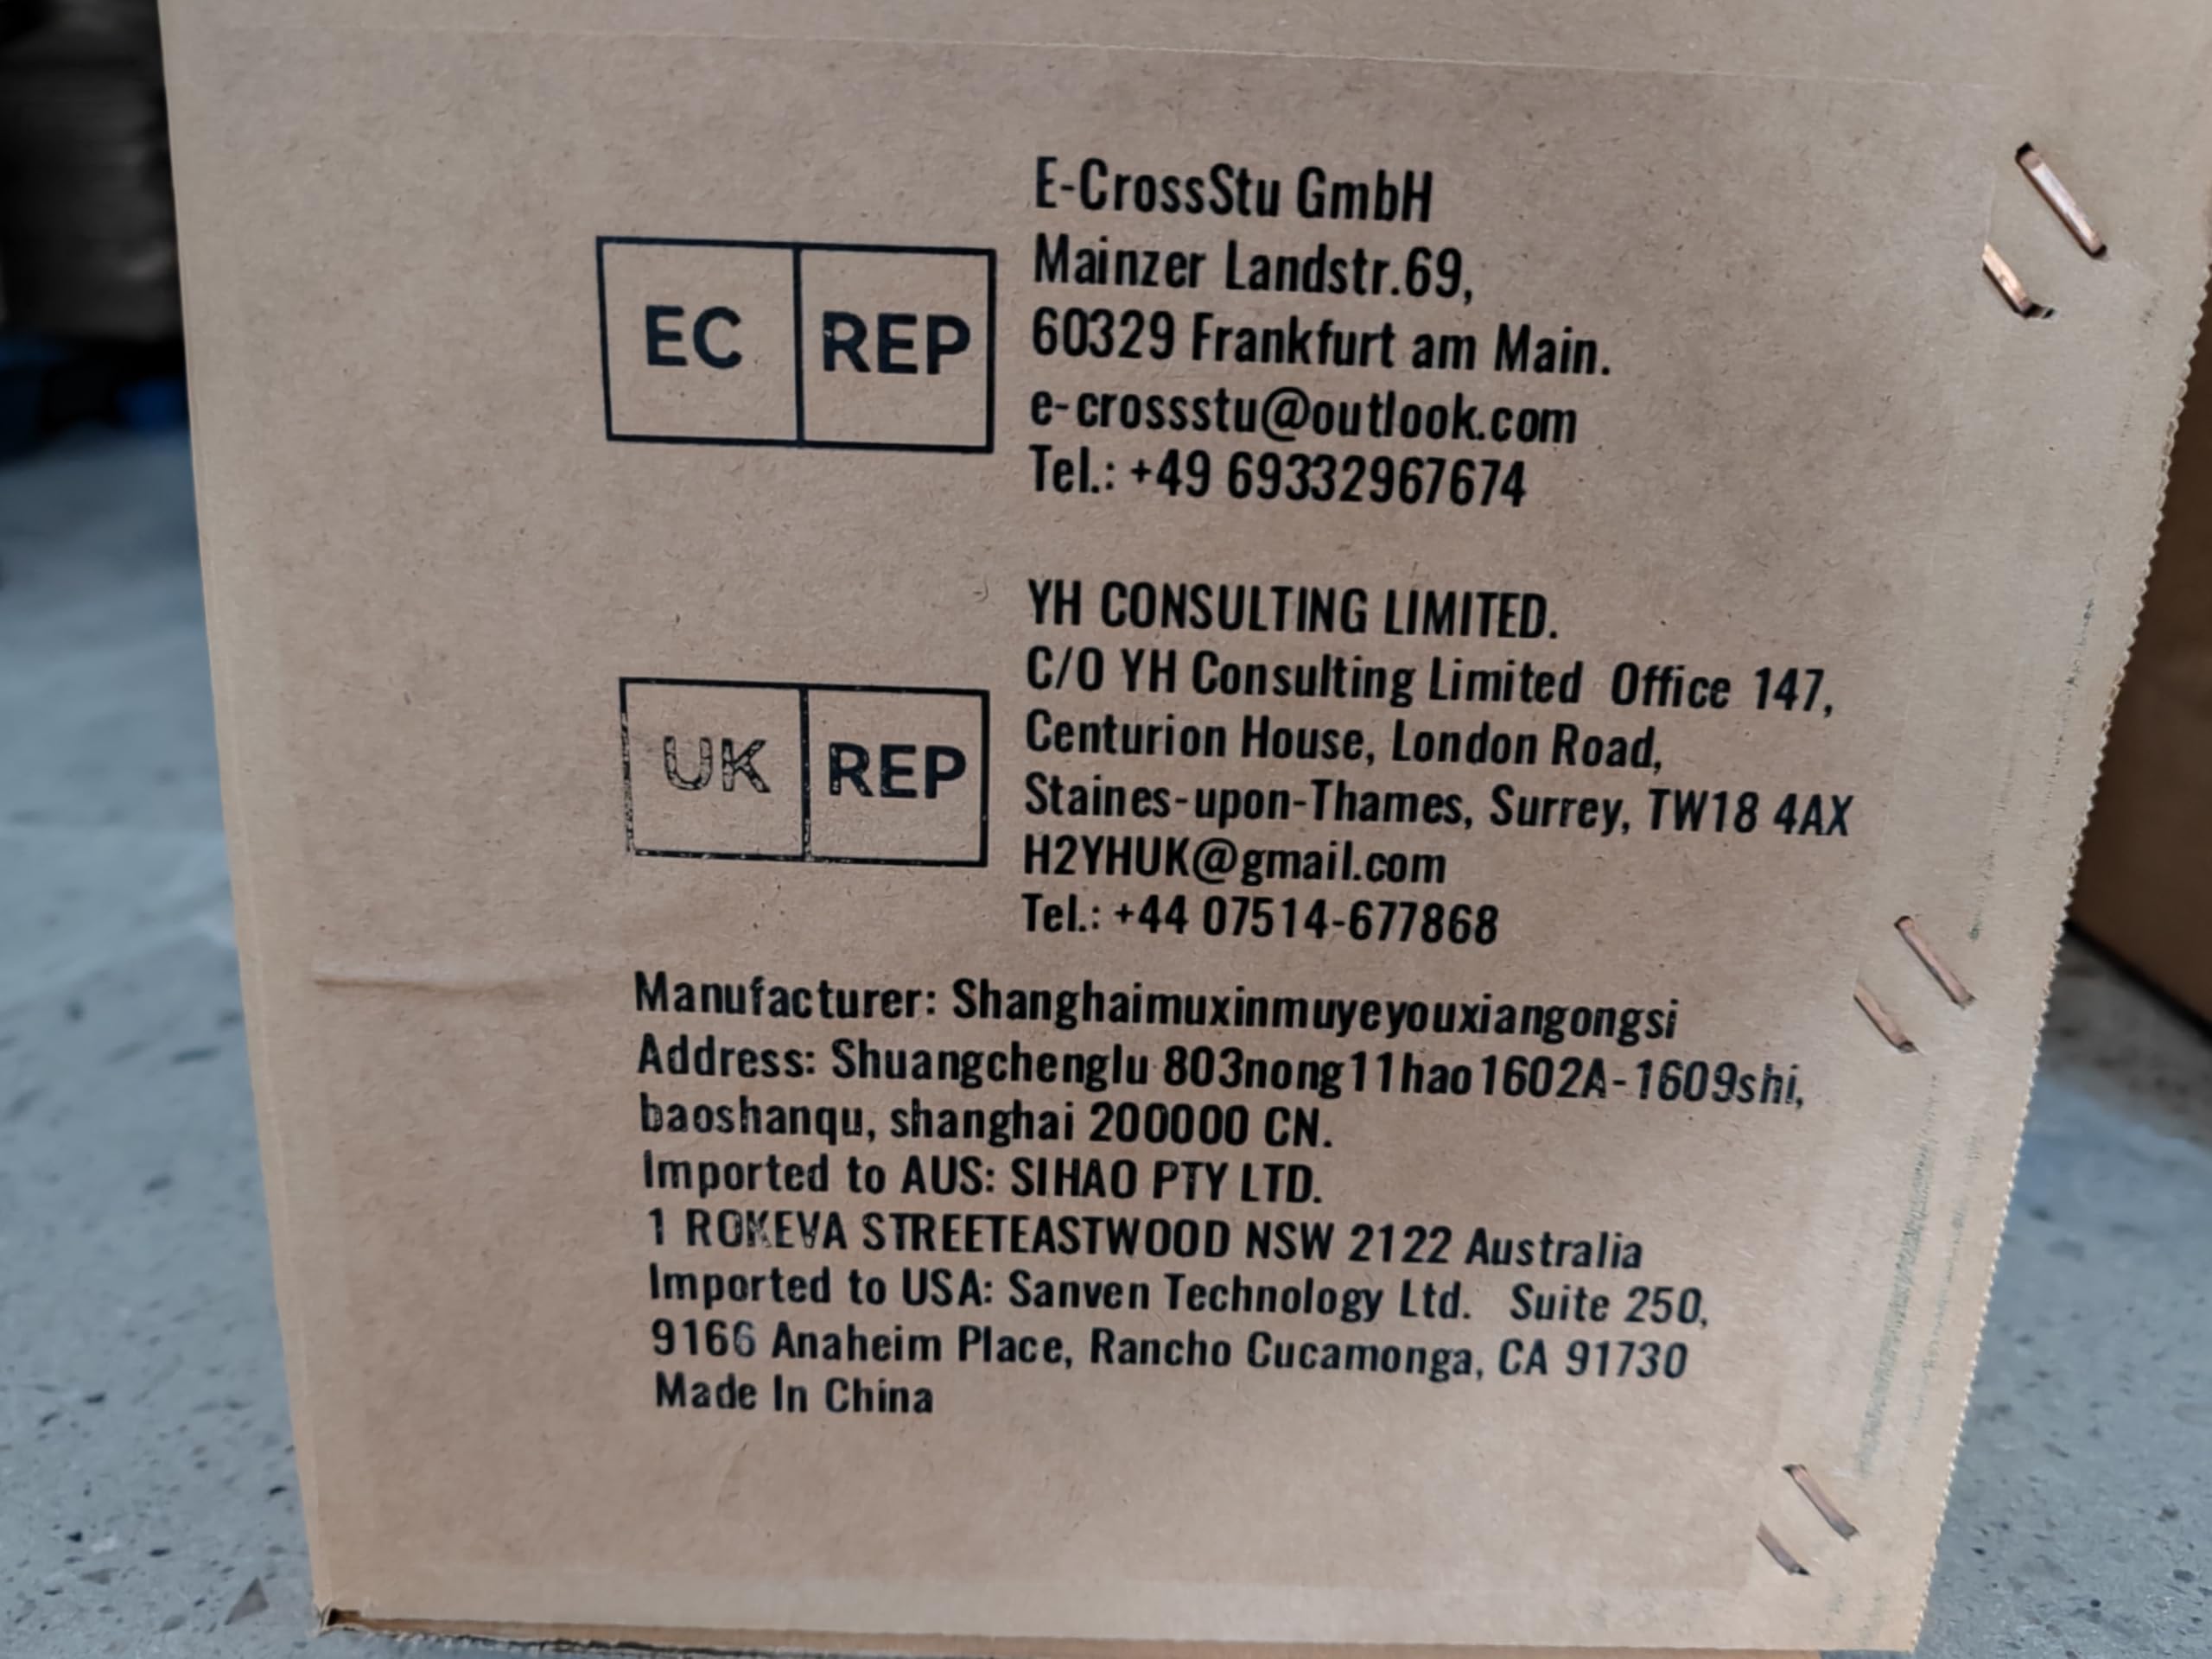 E-CrossStu GmbH
Mainzer Landstr.69,
60329 Frankfurt am Main.
e-crossstu@outlook.com
Tel.: +49 69332967674
EC REP
YH CONSULTING LIMITED.
C/O YH Consulting Limited Office 147,
Centurion House, London Road,
Staines-upon-Thames, Surrey, TW18 4AX
H2YHUK@gmail.com
Tel.: +44 07514-677868
UK REP
Manufacturer: Shanghaimuxinmuyeyouxiangongsi
Address: Shuangchenglu 803nong11hao1602A-1609shi,
baoshanqu, shanghai 200000 CN.
Imported to AUS: SIHAO PTY LTD.
1 ROKEVA STREETEASTWOOD NSW 2122 Australia
Imported to USA: Sanven Technology Ltd. Suite 250,
9166 Anaheim Place, Rancho Cucamonga, CA 91730
Made In China